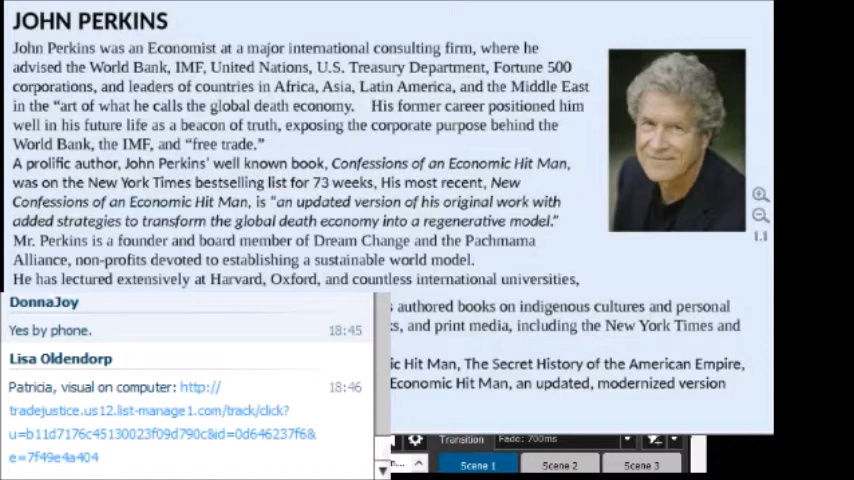 JOHN PERKINS
John Perkins was an Economist at a major international consulting firm, where he
advised the World Bank, IMF, United Nations, U.S. Treasury Department, Fortune 500
corporations, and leaders of countries in Africa, Asia, Latin America, and the Middle East
in the “art of what he calls the global death economy. His former career positioned him
well in his future life as a beacon of truth, exposing the corporate purpose behind the
World Bank, the IMF, and “free trade.”
A prolific author, John Perkins’ well known book, Confessions of an Economic Hit Man,
was on the New York Times bestselling list for 73 weeks, His most recent, New
Confessions of an Economic Hit Man, is “an updated version of his original work with
added strategies to transform the global death economy into a regenerative model.”
Mr. Perkins is a founder and board member of Dream Change and the Pachmama
Alliance, non-profits devoted to establishing a sustainable world model.
He has lectured extensively at Harvard, Oxford, and countless international universities,
authored books on indigenous cultures and personal
, and print media, including the New York Times and
ic Hit Man, The Secret History of the American Empire,
Economic Hit Man, an updated, modernized version
1.1
DonnaJoy
Yes by phone. 18:45
Lisa Oldendorp
Patricia, visual on computer: http:// 18:46
tradejustice.us12.list-manage1.com/track/click?
u=b11d7176c45130023f09d790c&id=0d646237f6&
e=7f49e4a404
Transition Fade: 700ms
Scene 1 Scene 2 Scene 3